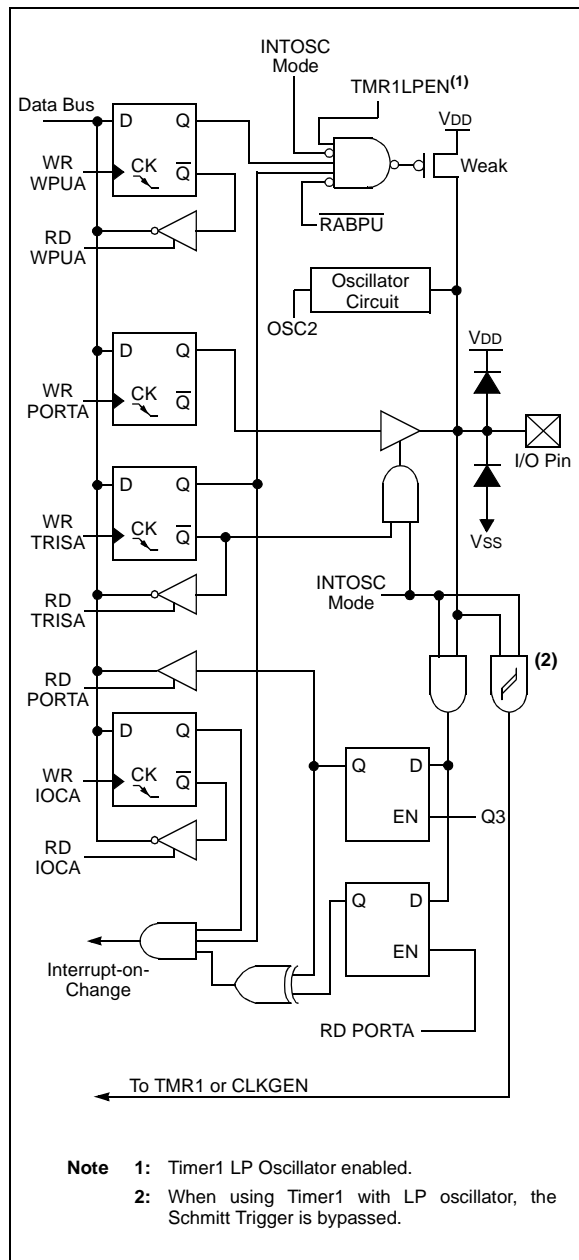 INTOSC
Mode
TMR1LPEN(1)
Data Bus
VDD
D Q
WR
WPUA
CK Q
Weak
RD
WPUA
RABPU
Oscillator
Circuit
OSC2
VDD
D Q
WR
PORTA
CK Q
I/O Pin
D Q
WR
TRISA
CK Q
VSS
INTOSC
Mode
RD
TRISA
(2)
RD
PORTA
D Q
WR
IOCA
CK Q
Q D
EN
Q3
RD
IOCA
Q D
EN
Interrupt-on-
Change
RD PORTA
To TMR1 or CLKGEN
Note 1: Timer1 LP Oscillator enabled.
2: When using Timer1 with LP oscillator, the
Schmitt Trigger is bypassed.